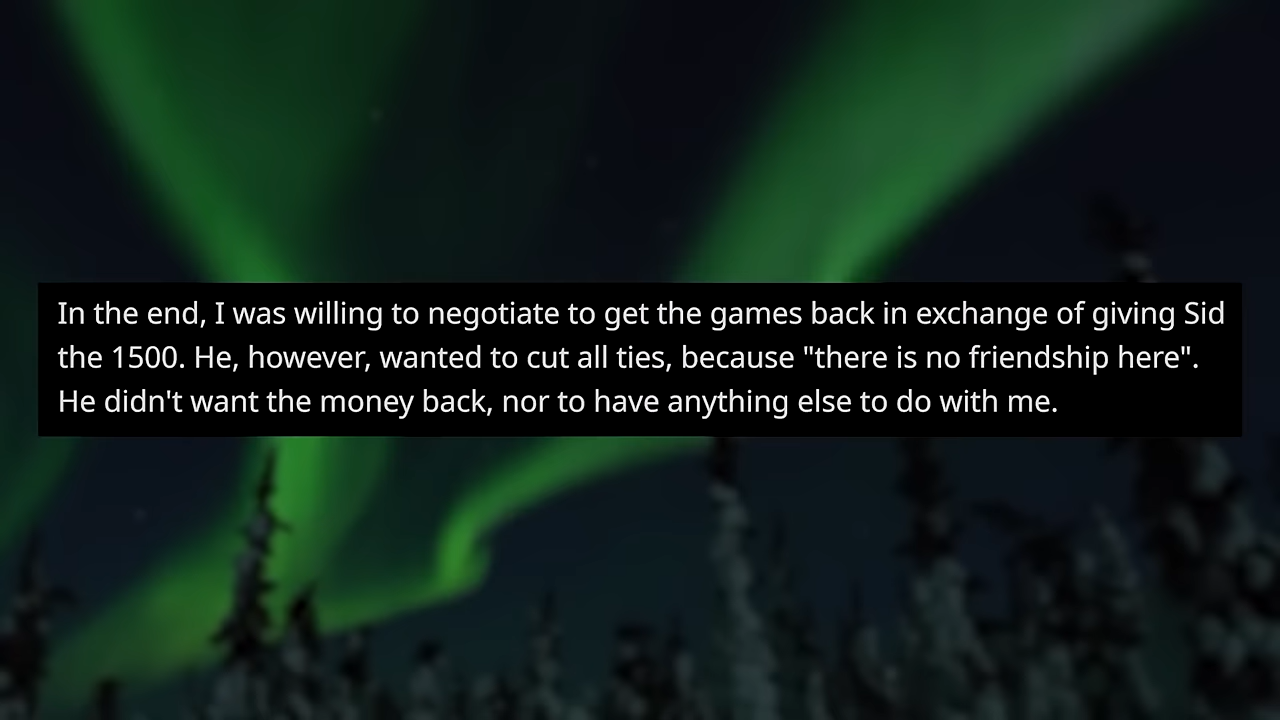 In the end, I was willing to negotiate to get the games back in exchange of giving Sid
the 1500. He, however, wanted to cut all ties, because "there is no friendship here".
He didn't want the money back, nor to have anything else to do with me.